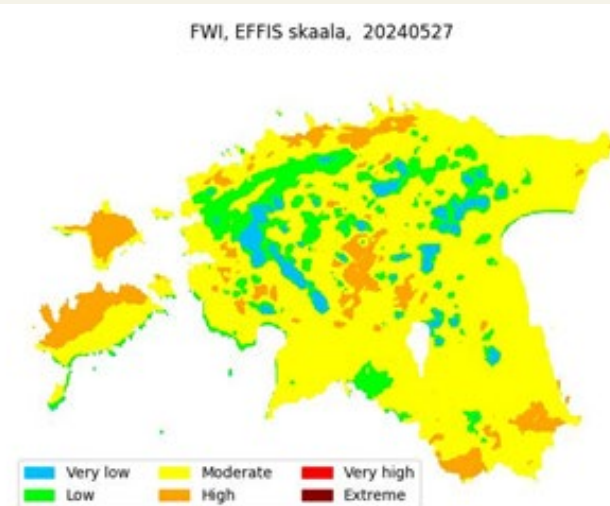 FWI, EFFIS skaala,  20240527
Very low
Moderate
Very high
Low
High
Extreme